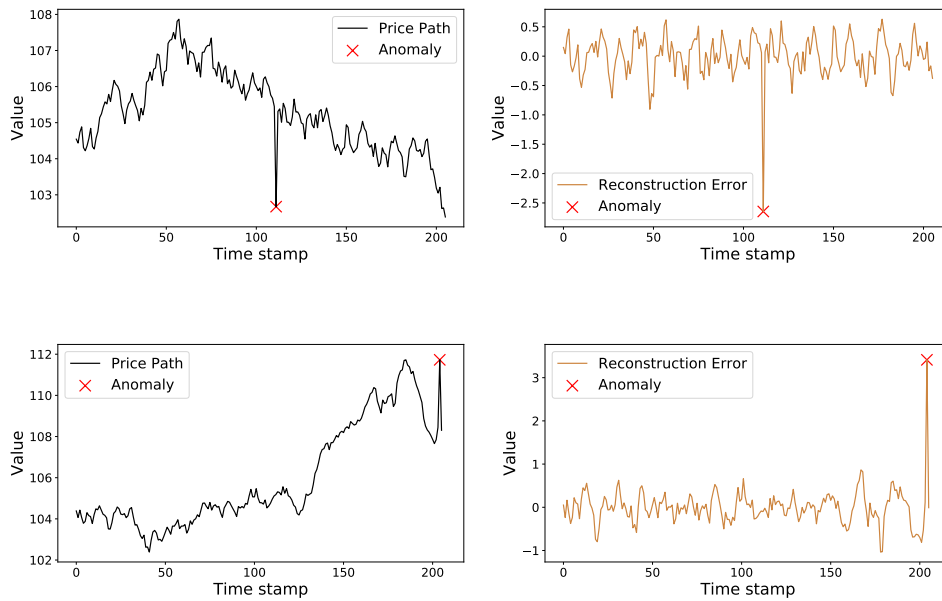 108
107
106
105
104
103
Value
Price Path
Anomaly
0 50 100 150 200
Time stamp
0.5
0.0
−0.5
−1.0
−1.5
−2.0
−2.5
Value
Reconstruction Error
Anomaly
0 50 100 150 200
Time stamp
112
110
108
106
104
102
Value
Price Path
Anomaly
0 50 100 150 200
Time stamp
3
2
1
0
−1
Value
Reconstruction Error
Anomaly
0 50 100 150 200
Time stamp